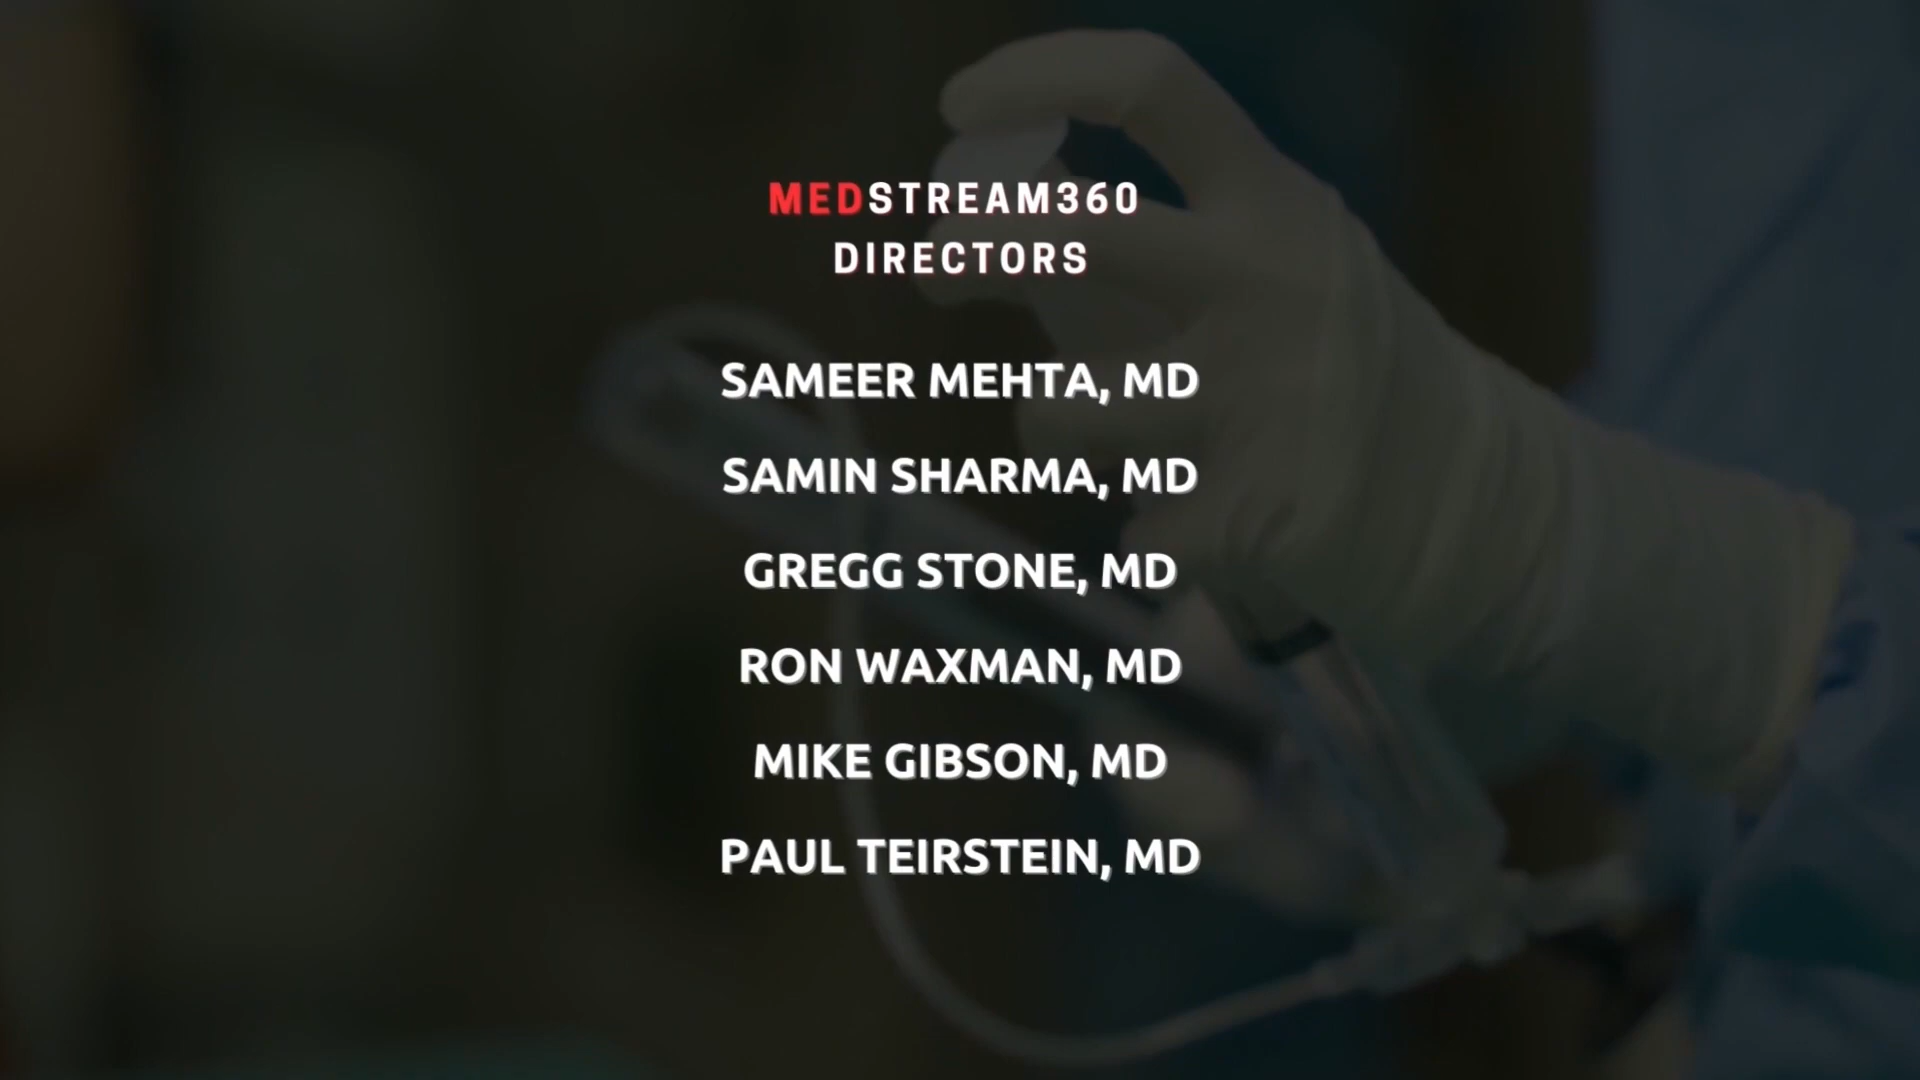 MEDSTREAM360
DIRECTORS
SAMEER MEHTA, MD
SAMIN SHARMA, MD
GREGG STONE, MD
RON WAXMAN, MD
MIKE GIBSON, MD
PAUL TEIRSTEIN, MD